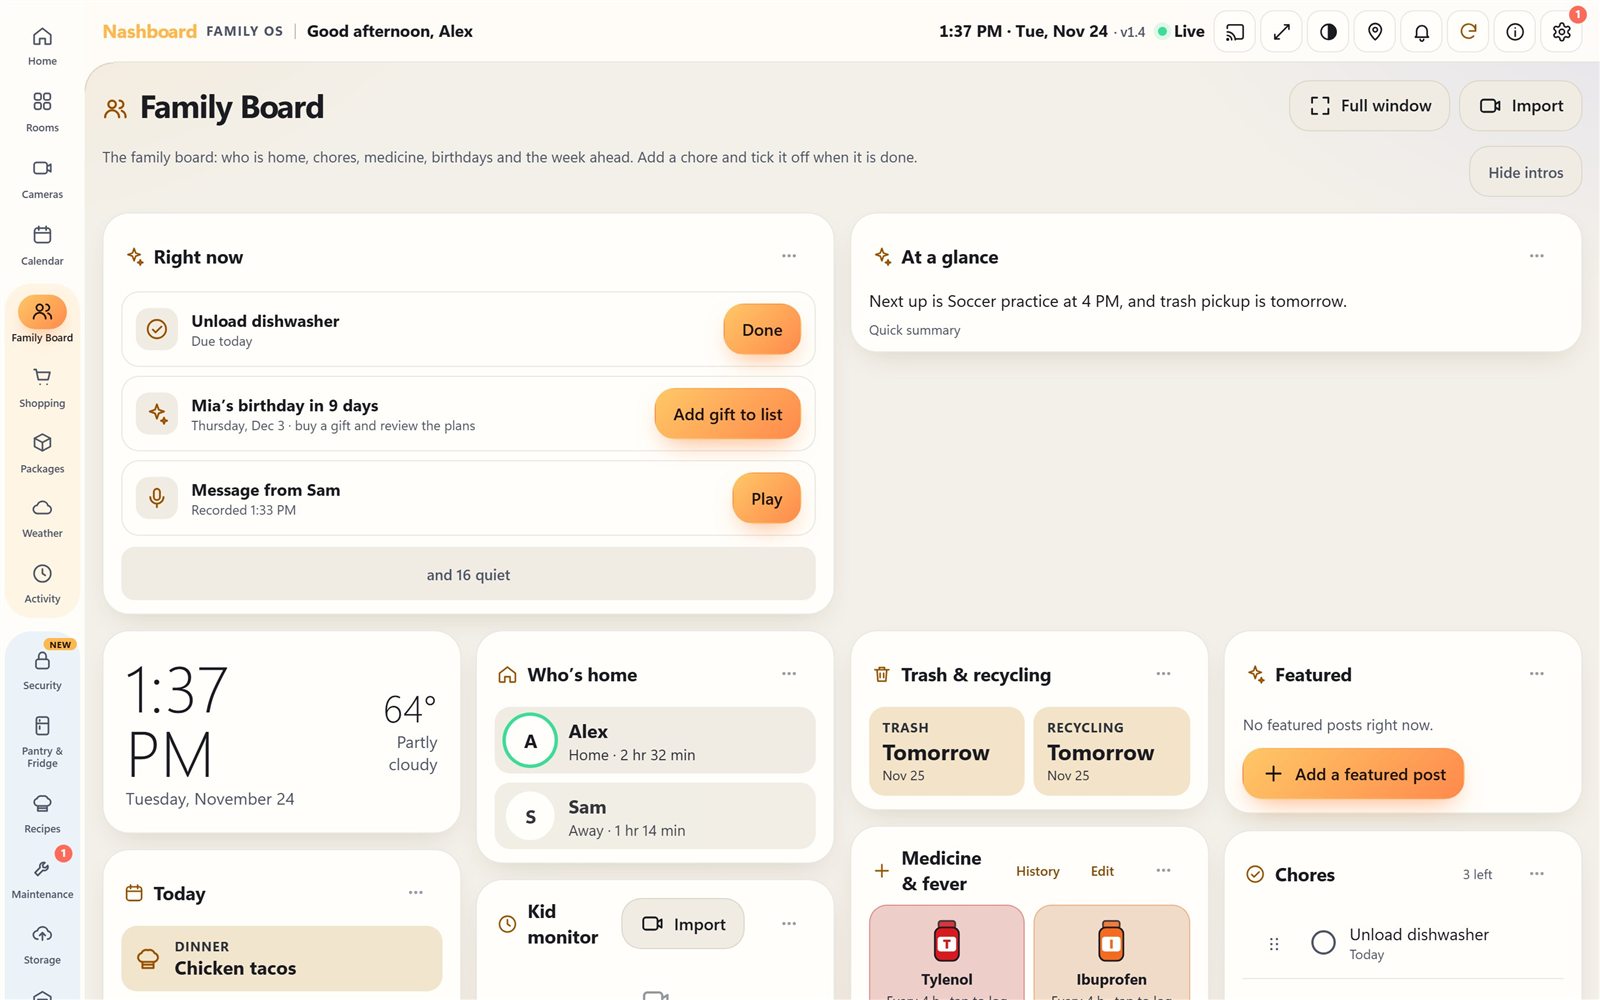 Nashboard FAMILY OS Good afternoon, Alex
1:37 PM · Tue, Nov 24 · v1.4 Live
1
Home
Rooms
Cameras
Calendar
Family Board
Shopping
Packages
Weather
Activity
NEW
Security
Pantry &
Fridge
Recipes
1
Maintenance
Storage
Family Board
Full window
Import
The family board: who is home, chores, medicine, birthdays and the week ahead. Add a chore and tick it off when it is done.
Hide intros
Right now
Unload dishwasher
Due today
Done
Mia’s birthday in 9 days
Thursday, Dec 3 · buy a gift and review the plans
Add gift to list
Message from Sam
Recorded 1:33 PM
Play
and 16 quiet
At a glance
Next up is Soccer practice at 4 PM, and trash pickup is tomorrow.
Quick summary
1:37
PM
64°
Partly
cloudy
Tuesday, November 24
Who’s home
A
Alex
Home · 2 hr 32 min
S
Sam
Away · 1 hr 14 min
Trash & recycling
TRASH
Tomorrow
Nov 25
RECYCLING
Tomorrow
Nov 25
Featured
No featured posts right now.
Add a featured post
Today
DINNER
Chicken tacos
Kid
monitor
Import
Medicine
& fever
History
Edit
T
Tylenol
I
Ibuprofen
Chores
3 left
Unload dishwasher
Today